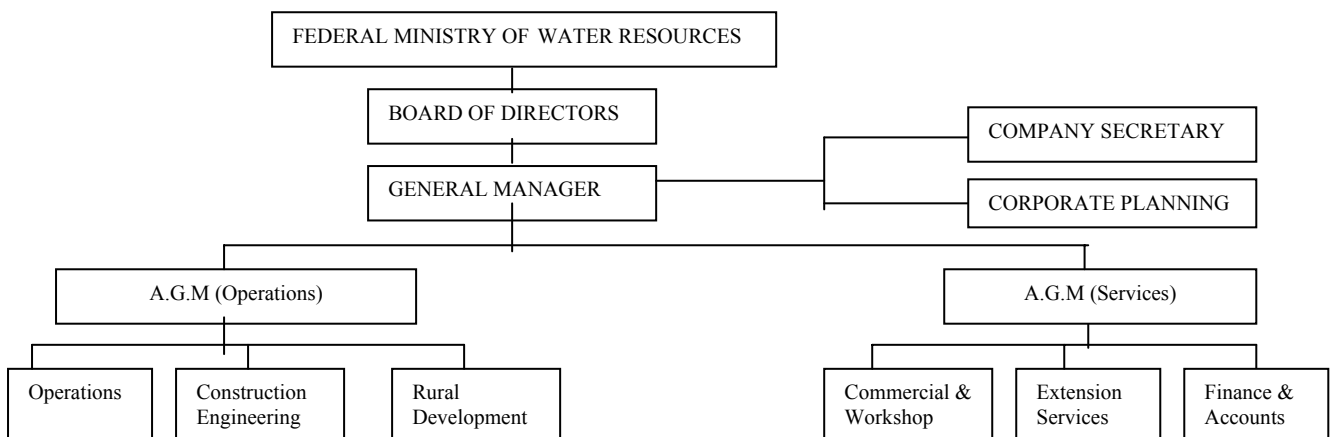 FEDERAL MINISTRY OF WATER RESOURCES
BOARD OF DIRECTORS
COMPANY SECRETARY
GENERAL MANAGER
CORPORATE PLANNING
A.G.M (Operations)
A.G.M (Services)
Operations
Construction
Engineering
Rural
Development
Commercial &
Workshop
Extension
Services
Finance &
Accounts